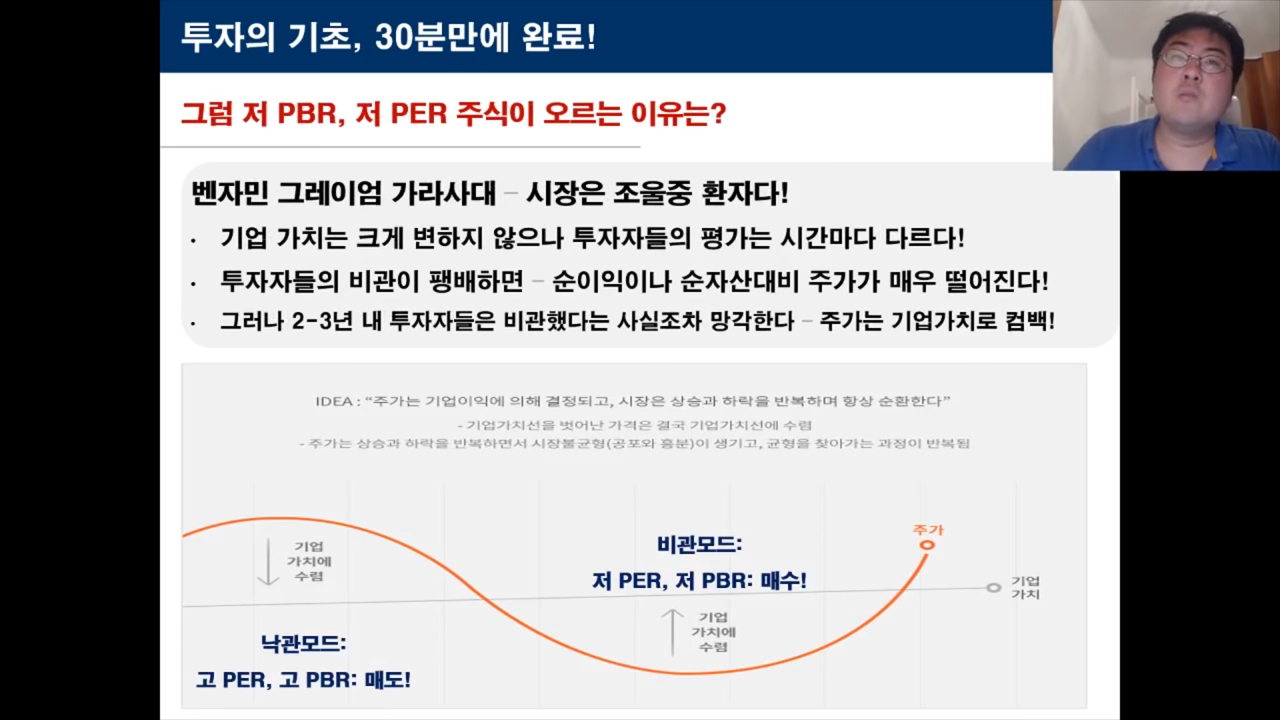 투자의 기초, 30분만에 완료!
그럼 저 PBR, 저 PER 주식이 오르는 이유는?
벤자민 그레이엄 가라사대 – 시장은 조울중 환자다!
· 기업 가치는 크게 변하지 않으나 투자자들의 평가는 시간마다 다르다!
· 투자자들의 비관이 팽배하면 – 순이익이나 순자산대비 주가가 매우 떨어진다!
· 그러나 2-3년 내 투자자들은 비관했다는 사실조차 망각한다 – 주가는 기업가치로 컴백!
IDEA : “주가는 기업이익에 의해 결정되고, 시장은 상승과 하락을 반복하며 항상 순환한다”
- 기업가치선을 벗어난 가격은 결국 기업가치선에 수렴
- 주가는 상승과 하락을 반복하면서 시장불균형(공포와 흥분)이 생기고, 균형을 찾아가는 과정이 반복됨
기업
가치에
수렴
낙관모드:
고 PER, 고 PBR: 매도!
비관모드:
저 PER, 저 PBR: 매수!
기업
가치에
수렴
주가
기업
가치